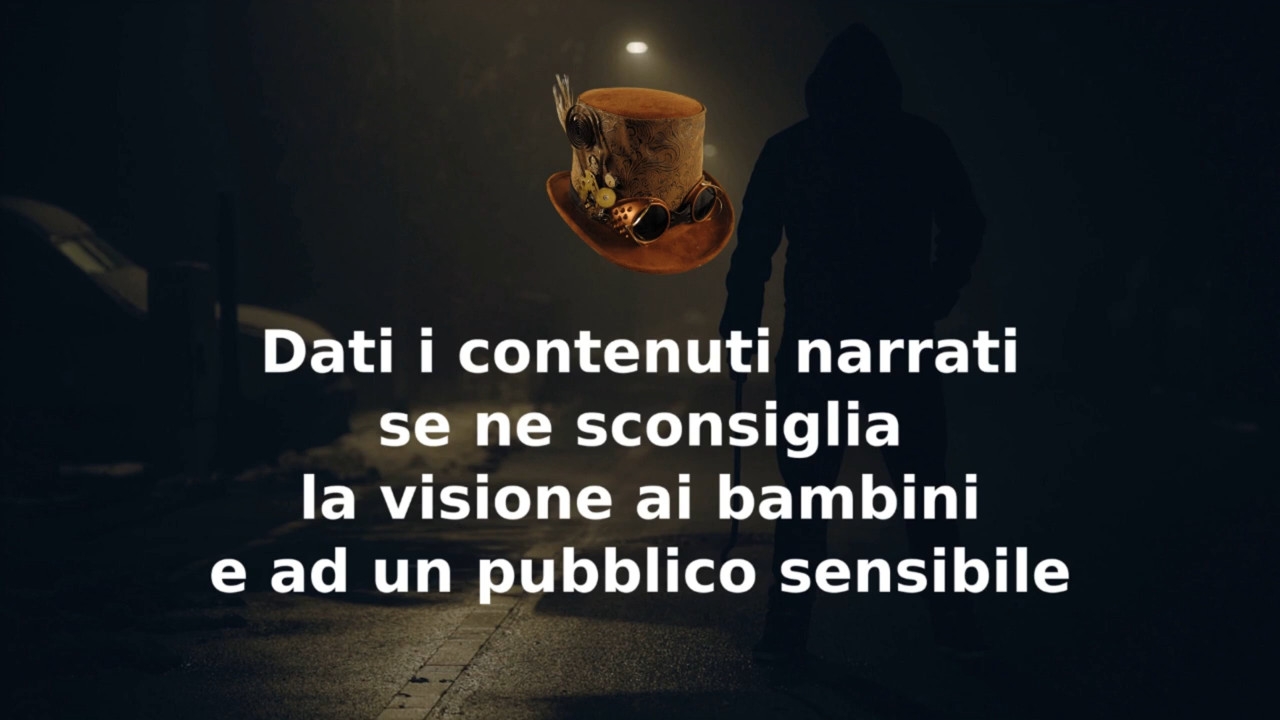 Dati i contenuti narrati
se ne sconsiglia
la visione ai bambini
e ad un pubblico sensibile